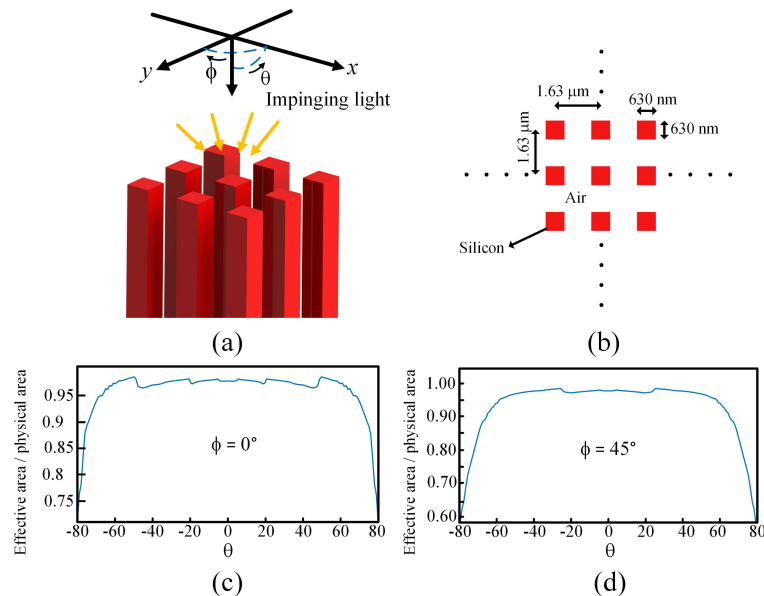 y
ϕ
θ
x
Impinging light
(a)
1.63 µm
630 nm
1.63 µm
630 nm
Air
Silicon
(b)
Effective area / physical area
0.95
0.9
0.85
0.8
0.75
ϕ = 0°
-80 -60 -40 -20 0 20 40 60 80
θ
(c)
Effective area / physical area
1.00
0.90
0.80
0.70
0.60
ϕ = 45°
-80 -60 -40 -20 0 20 40 60 80
θ
(d)